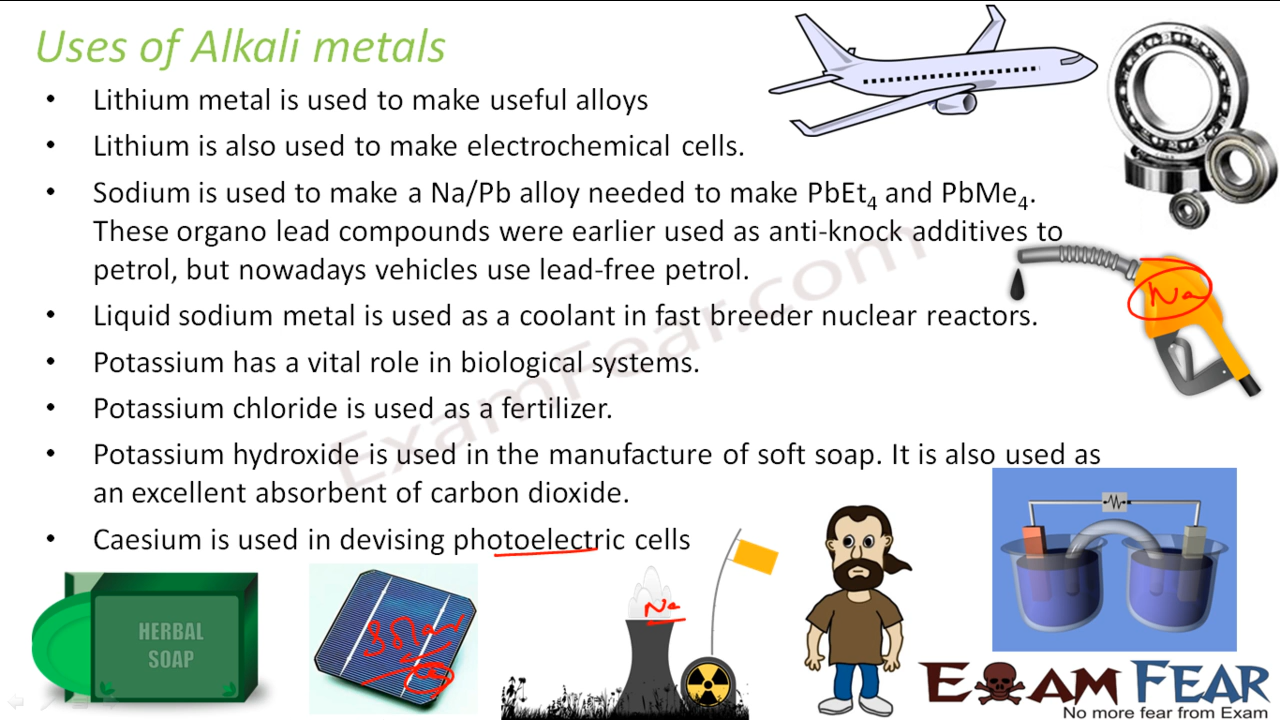 Uses of Alkali metals
• Lithium metal is used to make useful alloys
• Lithium is also used to make electrochemical cells.
• Sodium is used to make a Na/Pb alloy needed to make PbEt4 and PbMe4.
These organo lead compounds were earlier used as anti-knock additives to
petrol, but nowadays vehicles use lead-free petrol.
Na
• Liquid sodium metal is used as a coolant in fast breeder nuclear reactors.
• Potassium has a vital role in biological systems.
• Potassium chloride is used as a fertilizer.
• Potassium hydroxide is used in the manufacture of soft soap. It is also used as
an excellent absorbent of carbon dioxide.
• Caesium is used in devising photoelectric cells
ExamFear.com
HERBAL
SOAP
Solar
Na
EXAM FEAR
No more fear from Exam